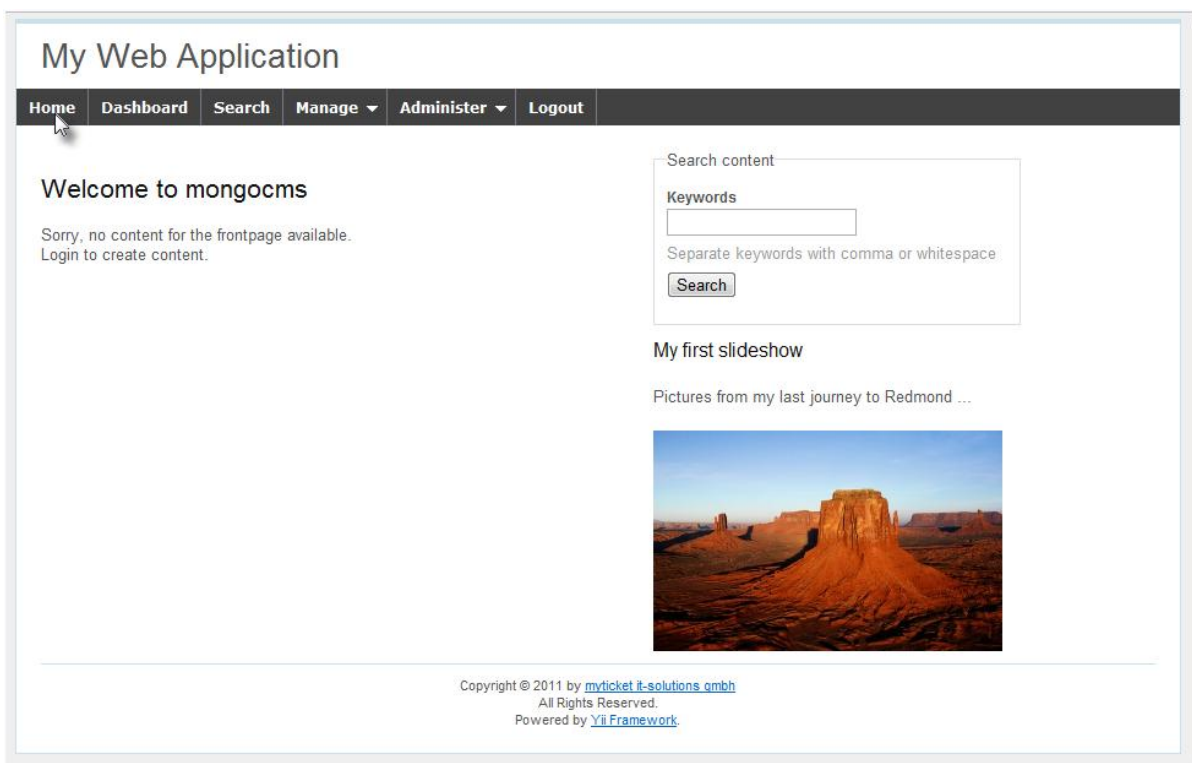 My Web Application
Home Dashboard Search Manage Administer Logout
Welcome to mongocms
Sorry, no content for the frontpage available.
Login to create content.
Search content
Keywords
Separate keywords with comma or whitespace
Search
My first slideshow
Pictures from my last journey to Redmond ...
Copyright © 2011 by myticket it-solutions gmbh
All Rights Reserved.
Powered by Yii Framework.